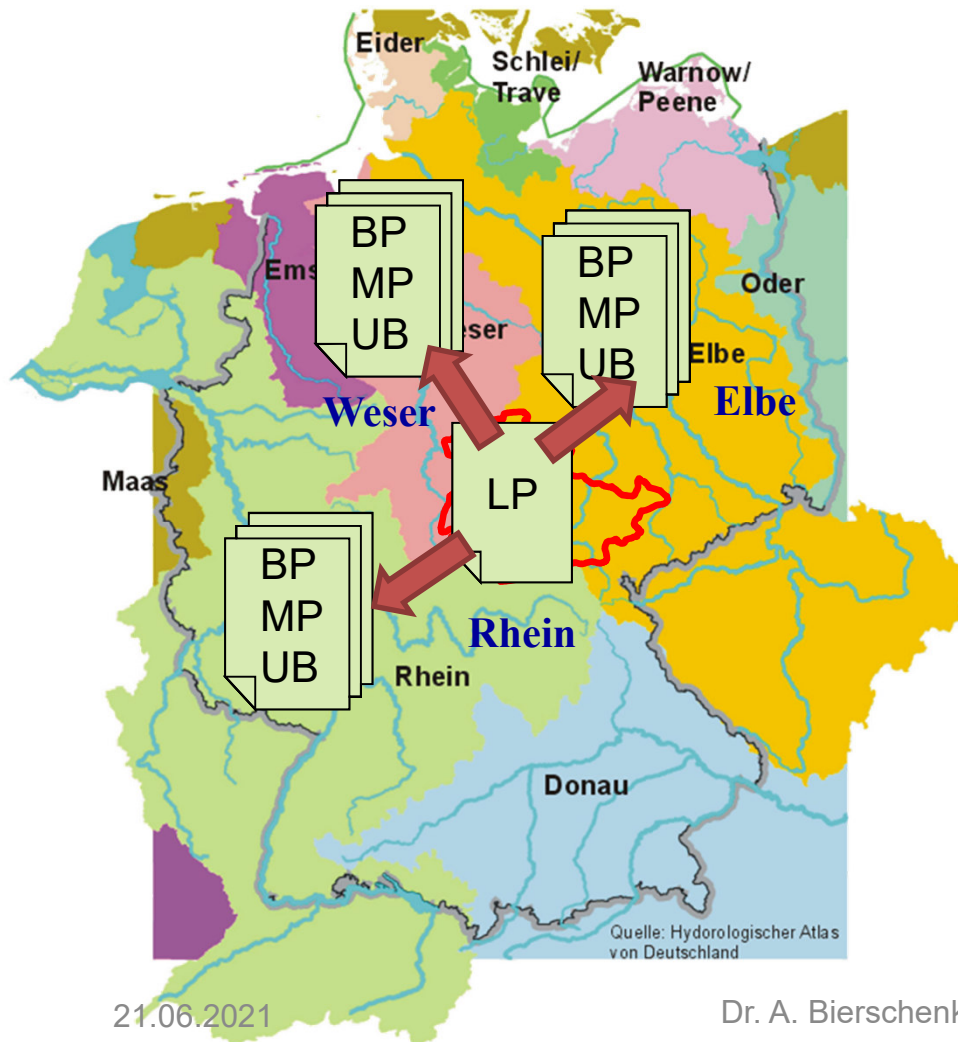 Eider
Schlei/
Trave
Warnow/
Peene
BP
MP
UB
BP
MP
UB
Ems
eser
Oder
Elbe
Weser
Elbe
Maas
LP
BP
MP
UB
Rhein
Rhein
Donau
Quelle: Hydorologischer Atlas
von Deutschland
21.06.2021
Dr. A. Bierschenk